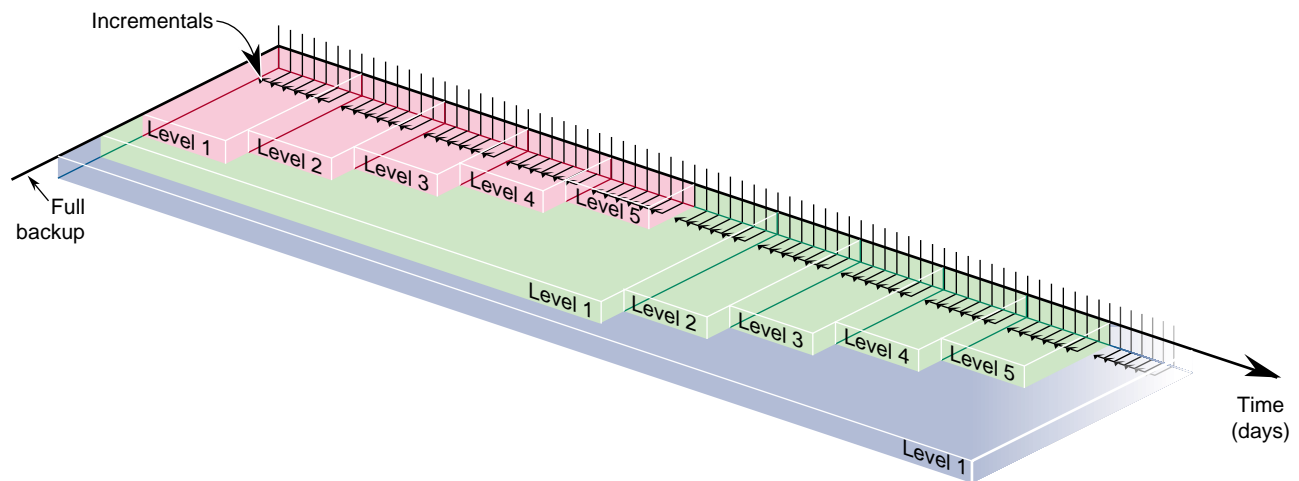 Incrementals
Level 1
Level 2
Level 3
Level 4
Level 5
Full
backup
Level 1
Level 2
Level 3
Level 4
Level 5
Level 1
Time
(days)